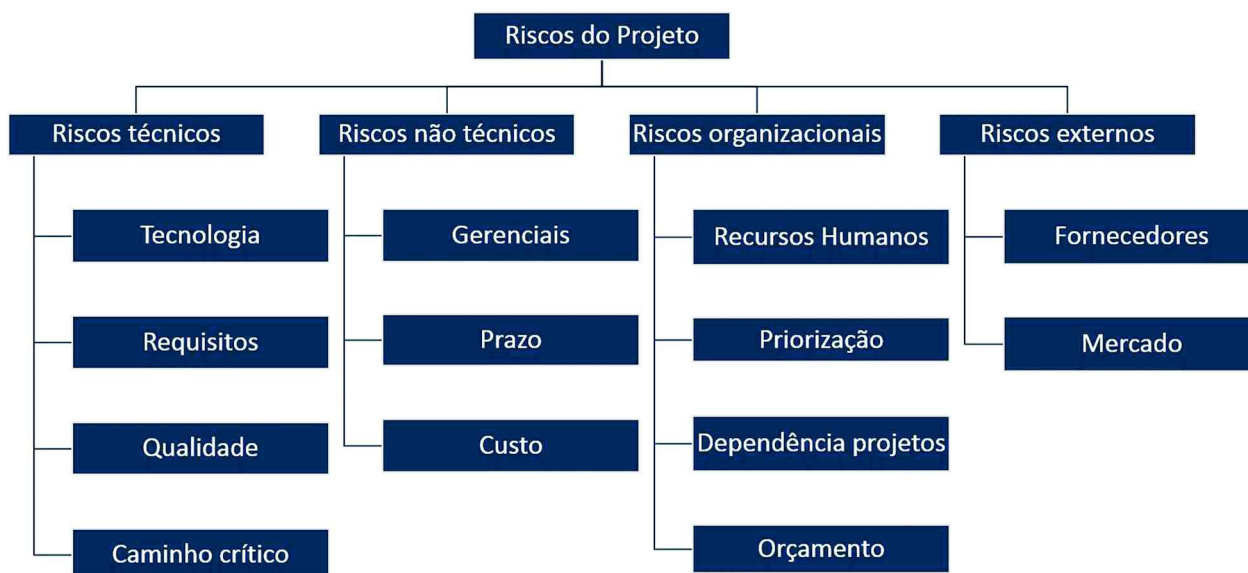 Riscos do Projeto
Riscos técnicos
Riscos não técnicos
Riscos organizacionais
Riscos externos
Tecnologia
Gerenciais
Recursos Humanos
Fornecedores
Requisitos
Prazo
Priorização
Mercado
Qualidade
Custo
Dependência projetos
Caminho crítico
Orçamento